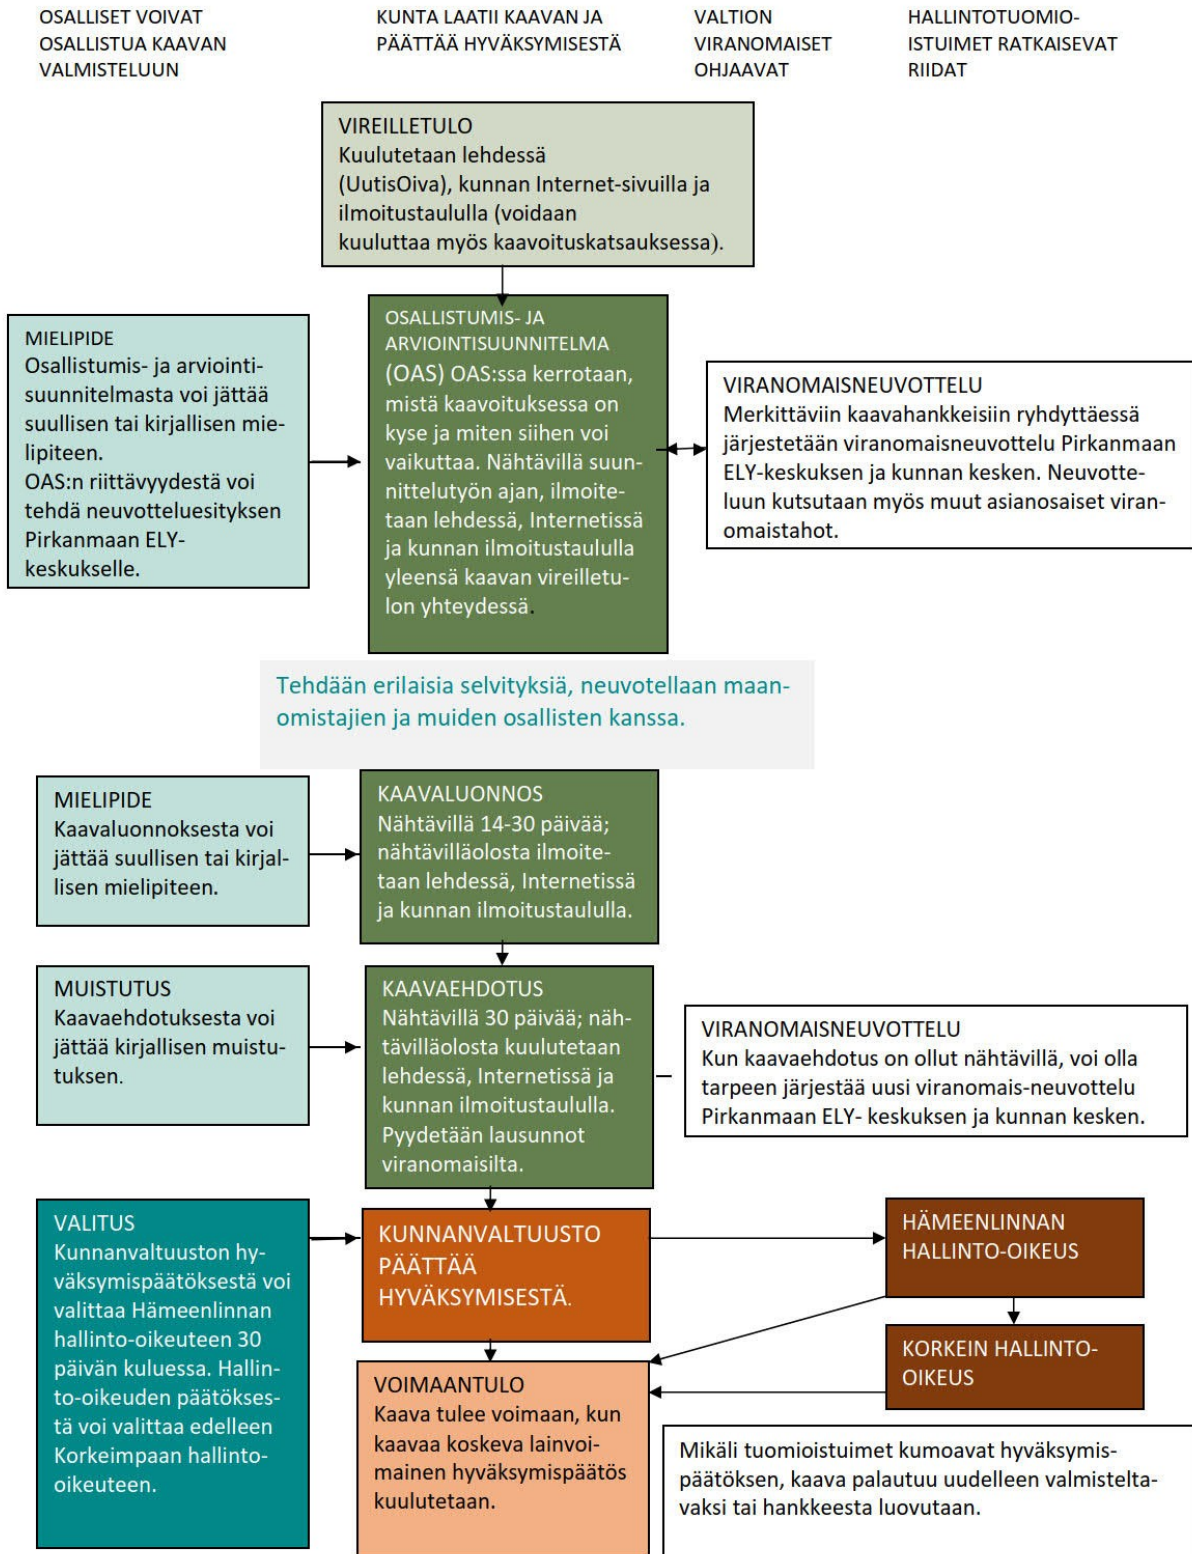 OSALLISET VOIVAT
OSALLISTUA KAAVAN
VALMISTELUUN
KUNTA LAATII KAAVAN JA
PÄÄTTÄÄ HYVÄKSYMISESTÄ
VALTION
VIRANOMAISET
OHJAAVAT
HALLINTOTUOMIO-
ISTUIMET RATKAISEVAT
RIIDAT
VIREILLETULO
Kuulutetaan lehdessä
(UutisOiva), kunnan Internet-sivuilla ja
ilmoitustaululla (voidaan
kuuluttaa myös kaavoituskatsauksessa).
MIELIPIDE
Osallistumis- ja arviointi-
suunnitelmasta voi jättää
suullisen tai kirjallisen mie-
lipiteen.
OAS:n riittävyydestä voi
tehdä neuvotteluesityksen
Pirkanmaan ELY-
keskukselle.
OSALLISTUMIS- JA
ARVIOINTISUUNNITELMA
(OAS) OAS:ssa kerrotaan,
mistä kaavoituksessa on
kyse ja miten siihen voi
vaikuttaa. Nähtävillä suun-
nittelutyön ajan, ilmoite-
taan lehdessä, Internetissä
ja kunnan ilmoitustaululla
yleensä kaavan vireilletu-
lon yhteydessä.
VIRANOMAISNEUVOTTELU
Merkittäviin kaavahankkeisiin ryhdyttäessä
järjestetään viranomaisneuvottelu Pirkanmaan
ELY-keskuksen ja kunnan kesken. Neuvotte-
luun kutsutaan myös muut asianosaiset viran-
omaistahot.
Tehdään erilaisia selvityksiä, neuvotellaan maan-
omistajien ja muiden osallisten kanssa.
MIELIPIDE
Kaavaluonnoksesta voi
jättää suullisen tai kirjal-
lisen mielipiteen.
KAAVALUONNOS
Nähtävillä 14-30 päivää;
nähtävilläolosta ilmoite-
taan lehdessä, Internetissä
ja kunnan ilmoitustaululla.
MUISTUTUS
Kaavaehdotuksesta voi
jättää kirjallisen muistu-
tuksen.
KAAVAEHDOTUS
Nähtävillä 30 päivää; näh-
tävilläolosta kuulutetaan
lehdessä, Internetissä ja
kunnan ilmoitustaululla.
Pyydetään lausunnot
viranomaisilta.
VIRANOMAISNEUVOTTELU
Kun kaavaehdotus on ollut nähtävillä, voi olla
tarpeen järjestää uusi viranomais-neuvottelu
Pirkanmaan ELY- keskuksen ja kunnan kesken.
VALITUS
Kunnanvaltuuston hy-
väksymispäätöksestä voi
valittaa Hämeenlinnan
hallinto-oikeuteen 30
päivän kuluessa. Hallin-
to-oikeuden päätökses-
tä voi valittaa edelleen
Korkeimpaan hallinto-
oikeuteen.
KUNNANVALTUUSTO
PÄÄTTÄÄ
HYVÄKSYMISESTÄ.
HÄMEENLINNAN
HALLINTO-OIKEUS
KORKEIN HALLINTO-
OIKEUS
VOIMAANTULO
Kaava tulee voimaan, kun
kaavaa koskeva lainvoi-
mainen hyväksymispäätös
kuulutetaan.
Mikäli tuomioistuimet kumoavat hyväksymis-
päätöksen, kaava palautuu uudelleen valmistelta-
vaksi tai hankkeesta luovutaan.